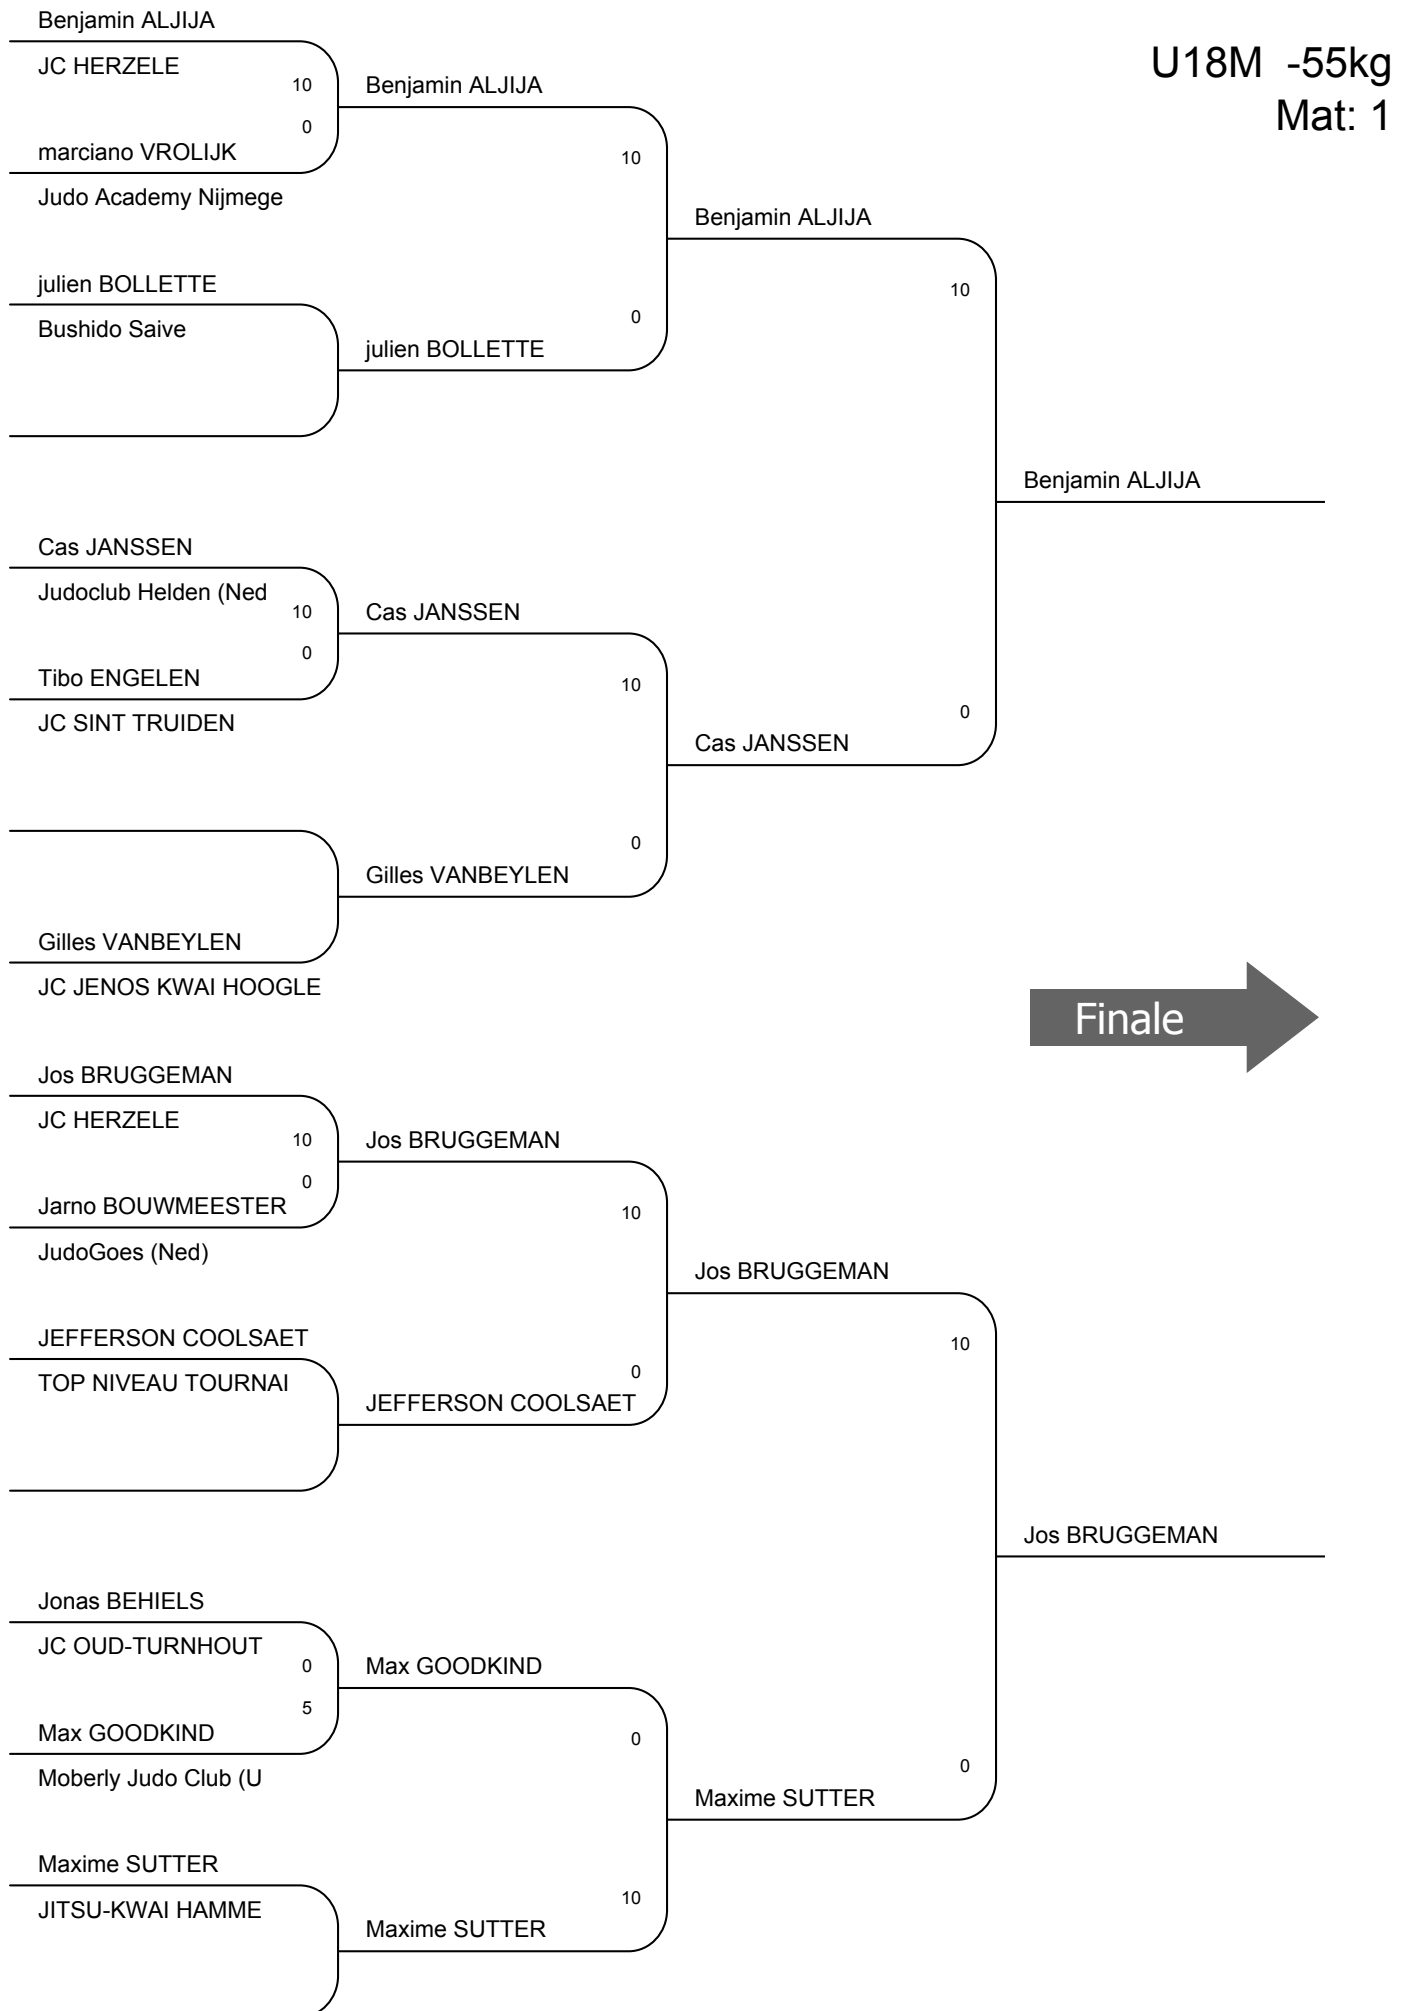 Benjamin ALJIJA
JC HERZELE
10
0
marciano VROLIJK
Judo Academy Nijmege
julien BOLLETTE
Bushido Saive
Cas JANSSEN
Judoclub Helden (Ned
10
0
Tibo ENGELEN
JC SINT TRUIDEN
Gilles VANBEYLEN
JC JENOS KWAI HOOGLE
Jos BRUGGEMAN
JC HERZELE
10
0
Jarno BOUWMEESTER
JudoGoes (Ned)
JEFFERSON COOLSAET
TOP NIVEAU TOURNAI
Jonas BEHIELS
JC OUD-TURNHOUT
0
5
Max GOODKIND
Moberly Judo Club (U
Maxime SUTTER
JITSU-KWAI HAMME
Benjamin ALJIJA
10
0
julien BOLLETTE
Cas JANSSEN
10
0
Gilles VANBEYLEN
Jos BRUGGEMAN
10
0
JEFFERSON COOLSAET
Max GOODKIND
0
10
Maxime SUTTER
Benjamin ALJIJA
10
0
Cas JANSSEN
Jos BRUGGEMAN
10
0
Maxime SUTTER
U18M -55kg
Mat: 1
Benjamin ALJIJA
Finale
Jos BRUGGEMAN